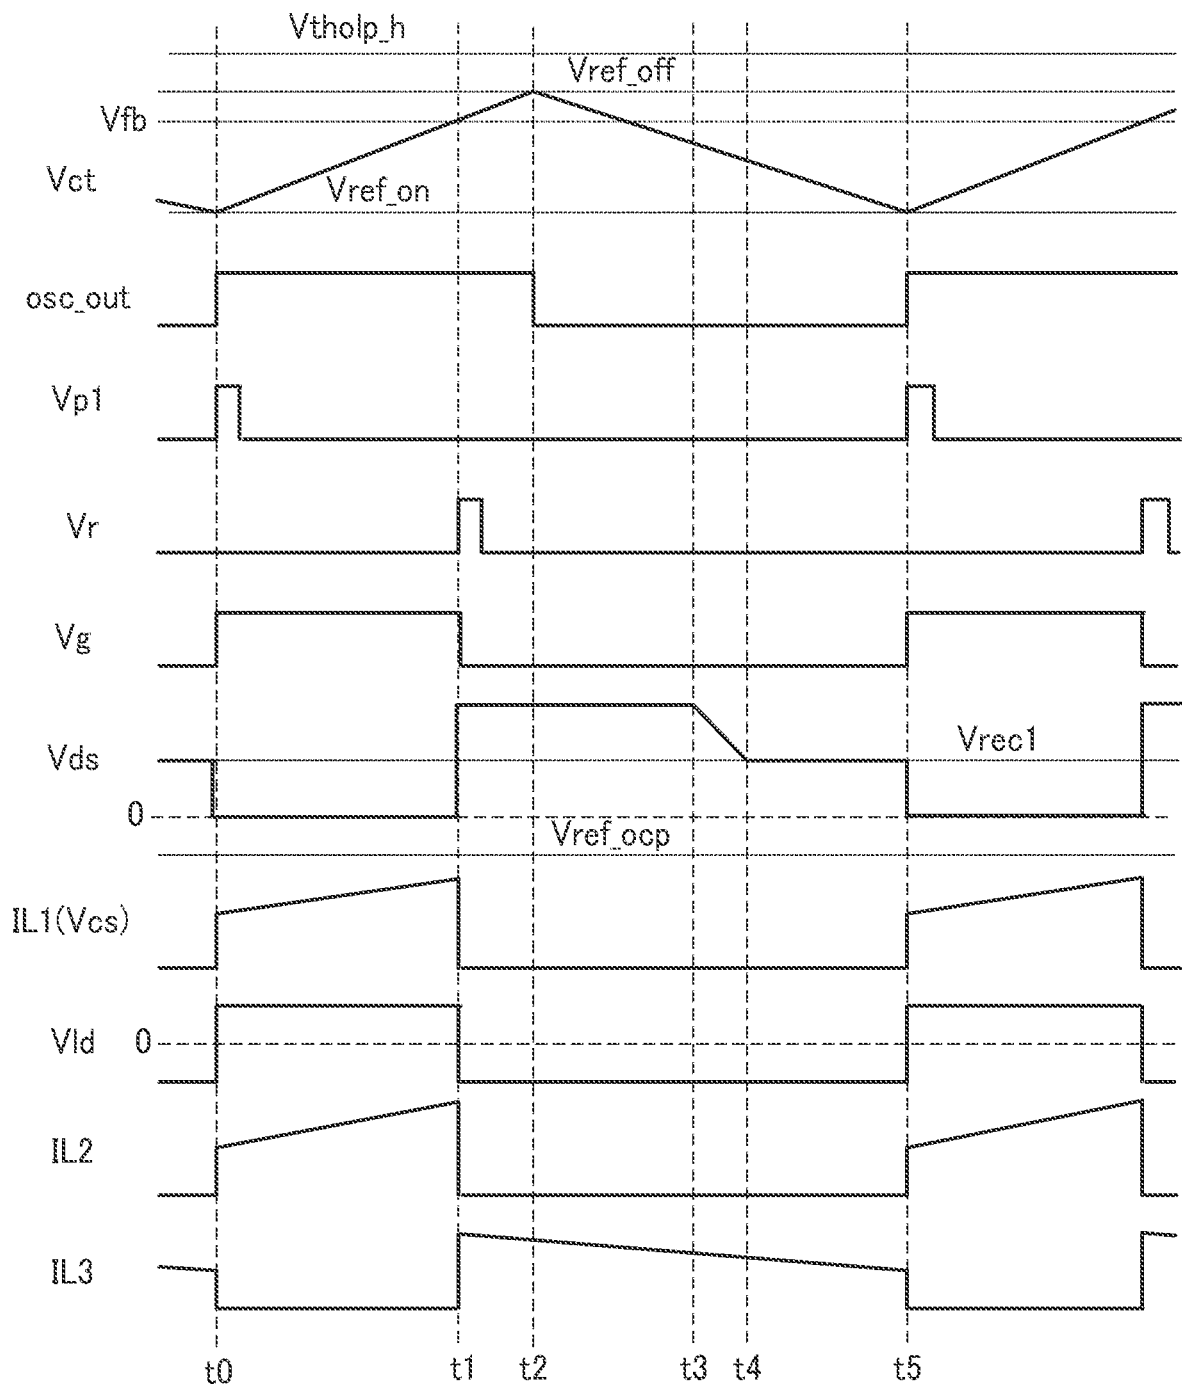 Vtholp_h
Vref_off
Vfb
Vct
Vref_on
osc_out
Vp1
Vr
Vg
Vds
Vrec1
0
Vref_ocp
IL1(Vcs)
Vld 0
IL2
IL3
t0 t1 t2 t3 t4 t5